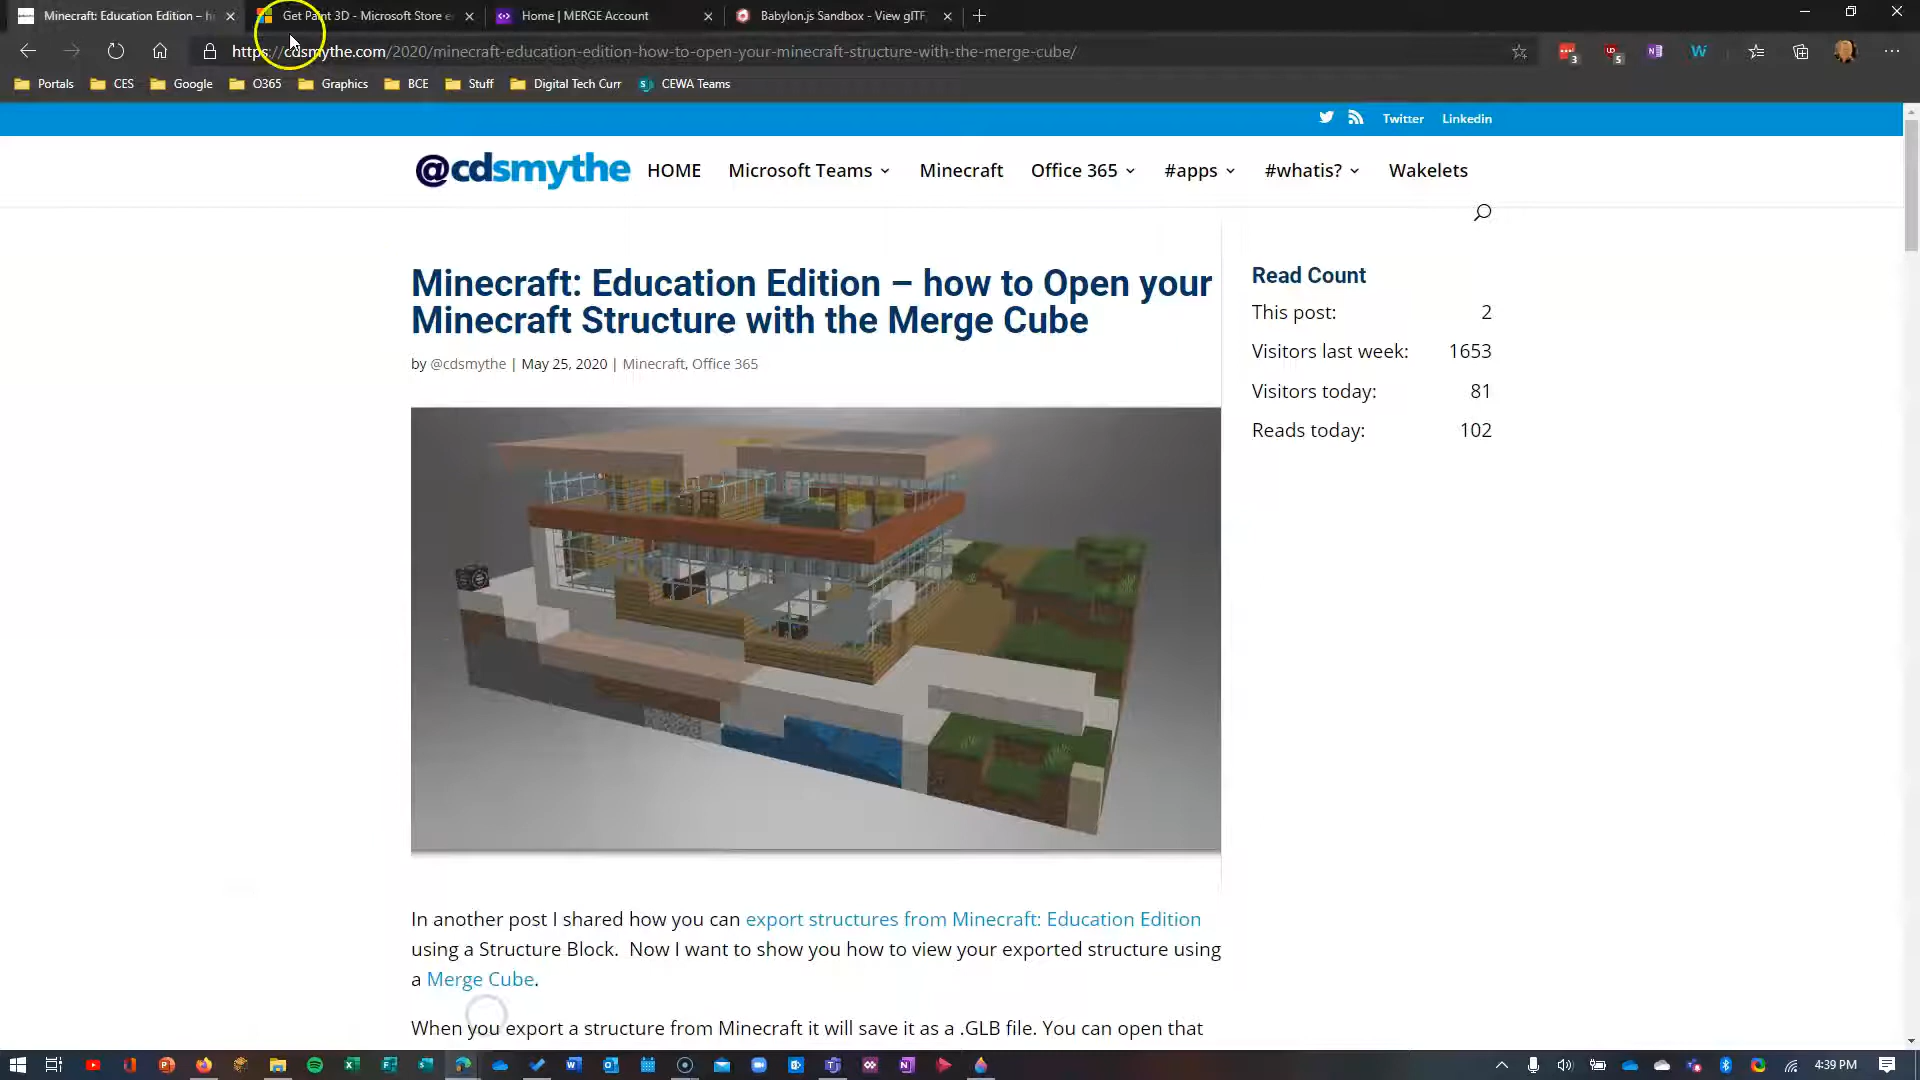 Minecraft: Education Edition – h
Get Paint 3D - Microsoft Store e
Home | MERGE Account
Babylon.js Sandbox - View glTF,
https://cdsmythe.com/2020/minecraft-education-edition-how-to-open-your-minecraft-structure-with-the-merge-cube/
3
5
Portals
CES
Google
O365
Graphics
BCE
Stuff
Digital Tech Curr
CEWA Teams
Twitter
Linkedin
@cdsmythe
HOME
Microsoft Teams
Minecraft
Office 365
#apps
#whatis?
Wakelets
Minecraft: Education Edition – how to Open your
Minecraft Structure with the Merge Cube
by @cdsmythe | May 25, 2020 | Minecraft, Office 365
Read Count
This post: 2
Visitors last week: 1653
Visitors today: 81
Reads today: 102
In another post I shared how you can export structures from Minecraft: Education Edition
using a Structure Block. Now I want to show you how to view your exported structure using
a Merge Cube.
When you export a structure from Minecraft it will save it as a .GLB file. You can open that
4:39 PM